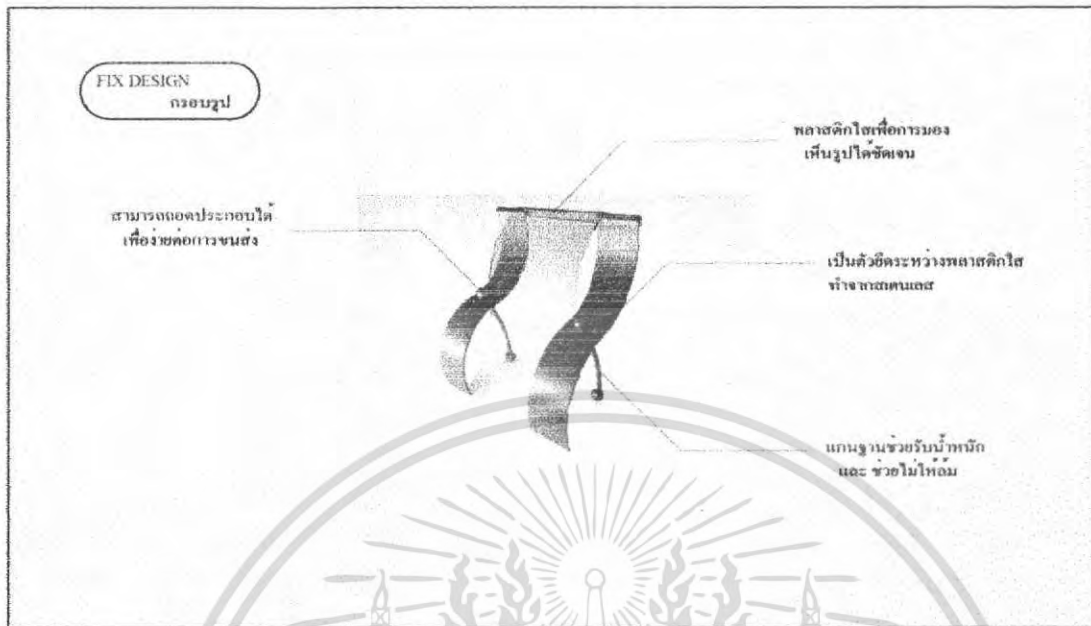 FIX DESIGN
กรอบรูป
พลาสติกใสเพื่อการมอง
เห็นรูปได้ชัดเจน
สามารถถอดประกอบได้
เพื่อง่ายต่อการขนส่ง
เป็นตัวยึดระหว่างพลาสติกใส
ทำจากสเตนเลส
แกนฐานช่วยรับน้ำหนัก
และ ช่วยไม่ให้ล้ม